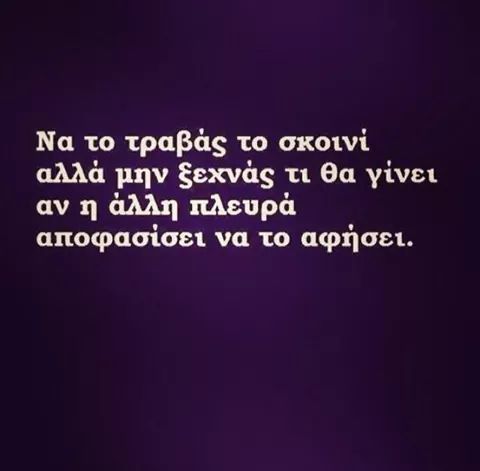 Να το τραβάς το σκοινί
αλλά μην ξεχνάς τι θα γίνει
αν η άλλη πλευρά
αποφασίσει να το αφήσει.